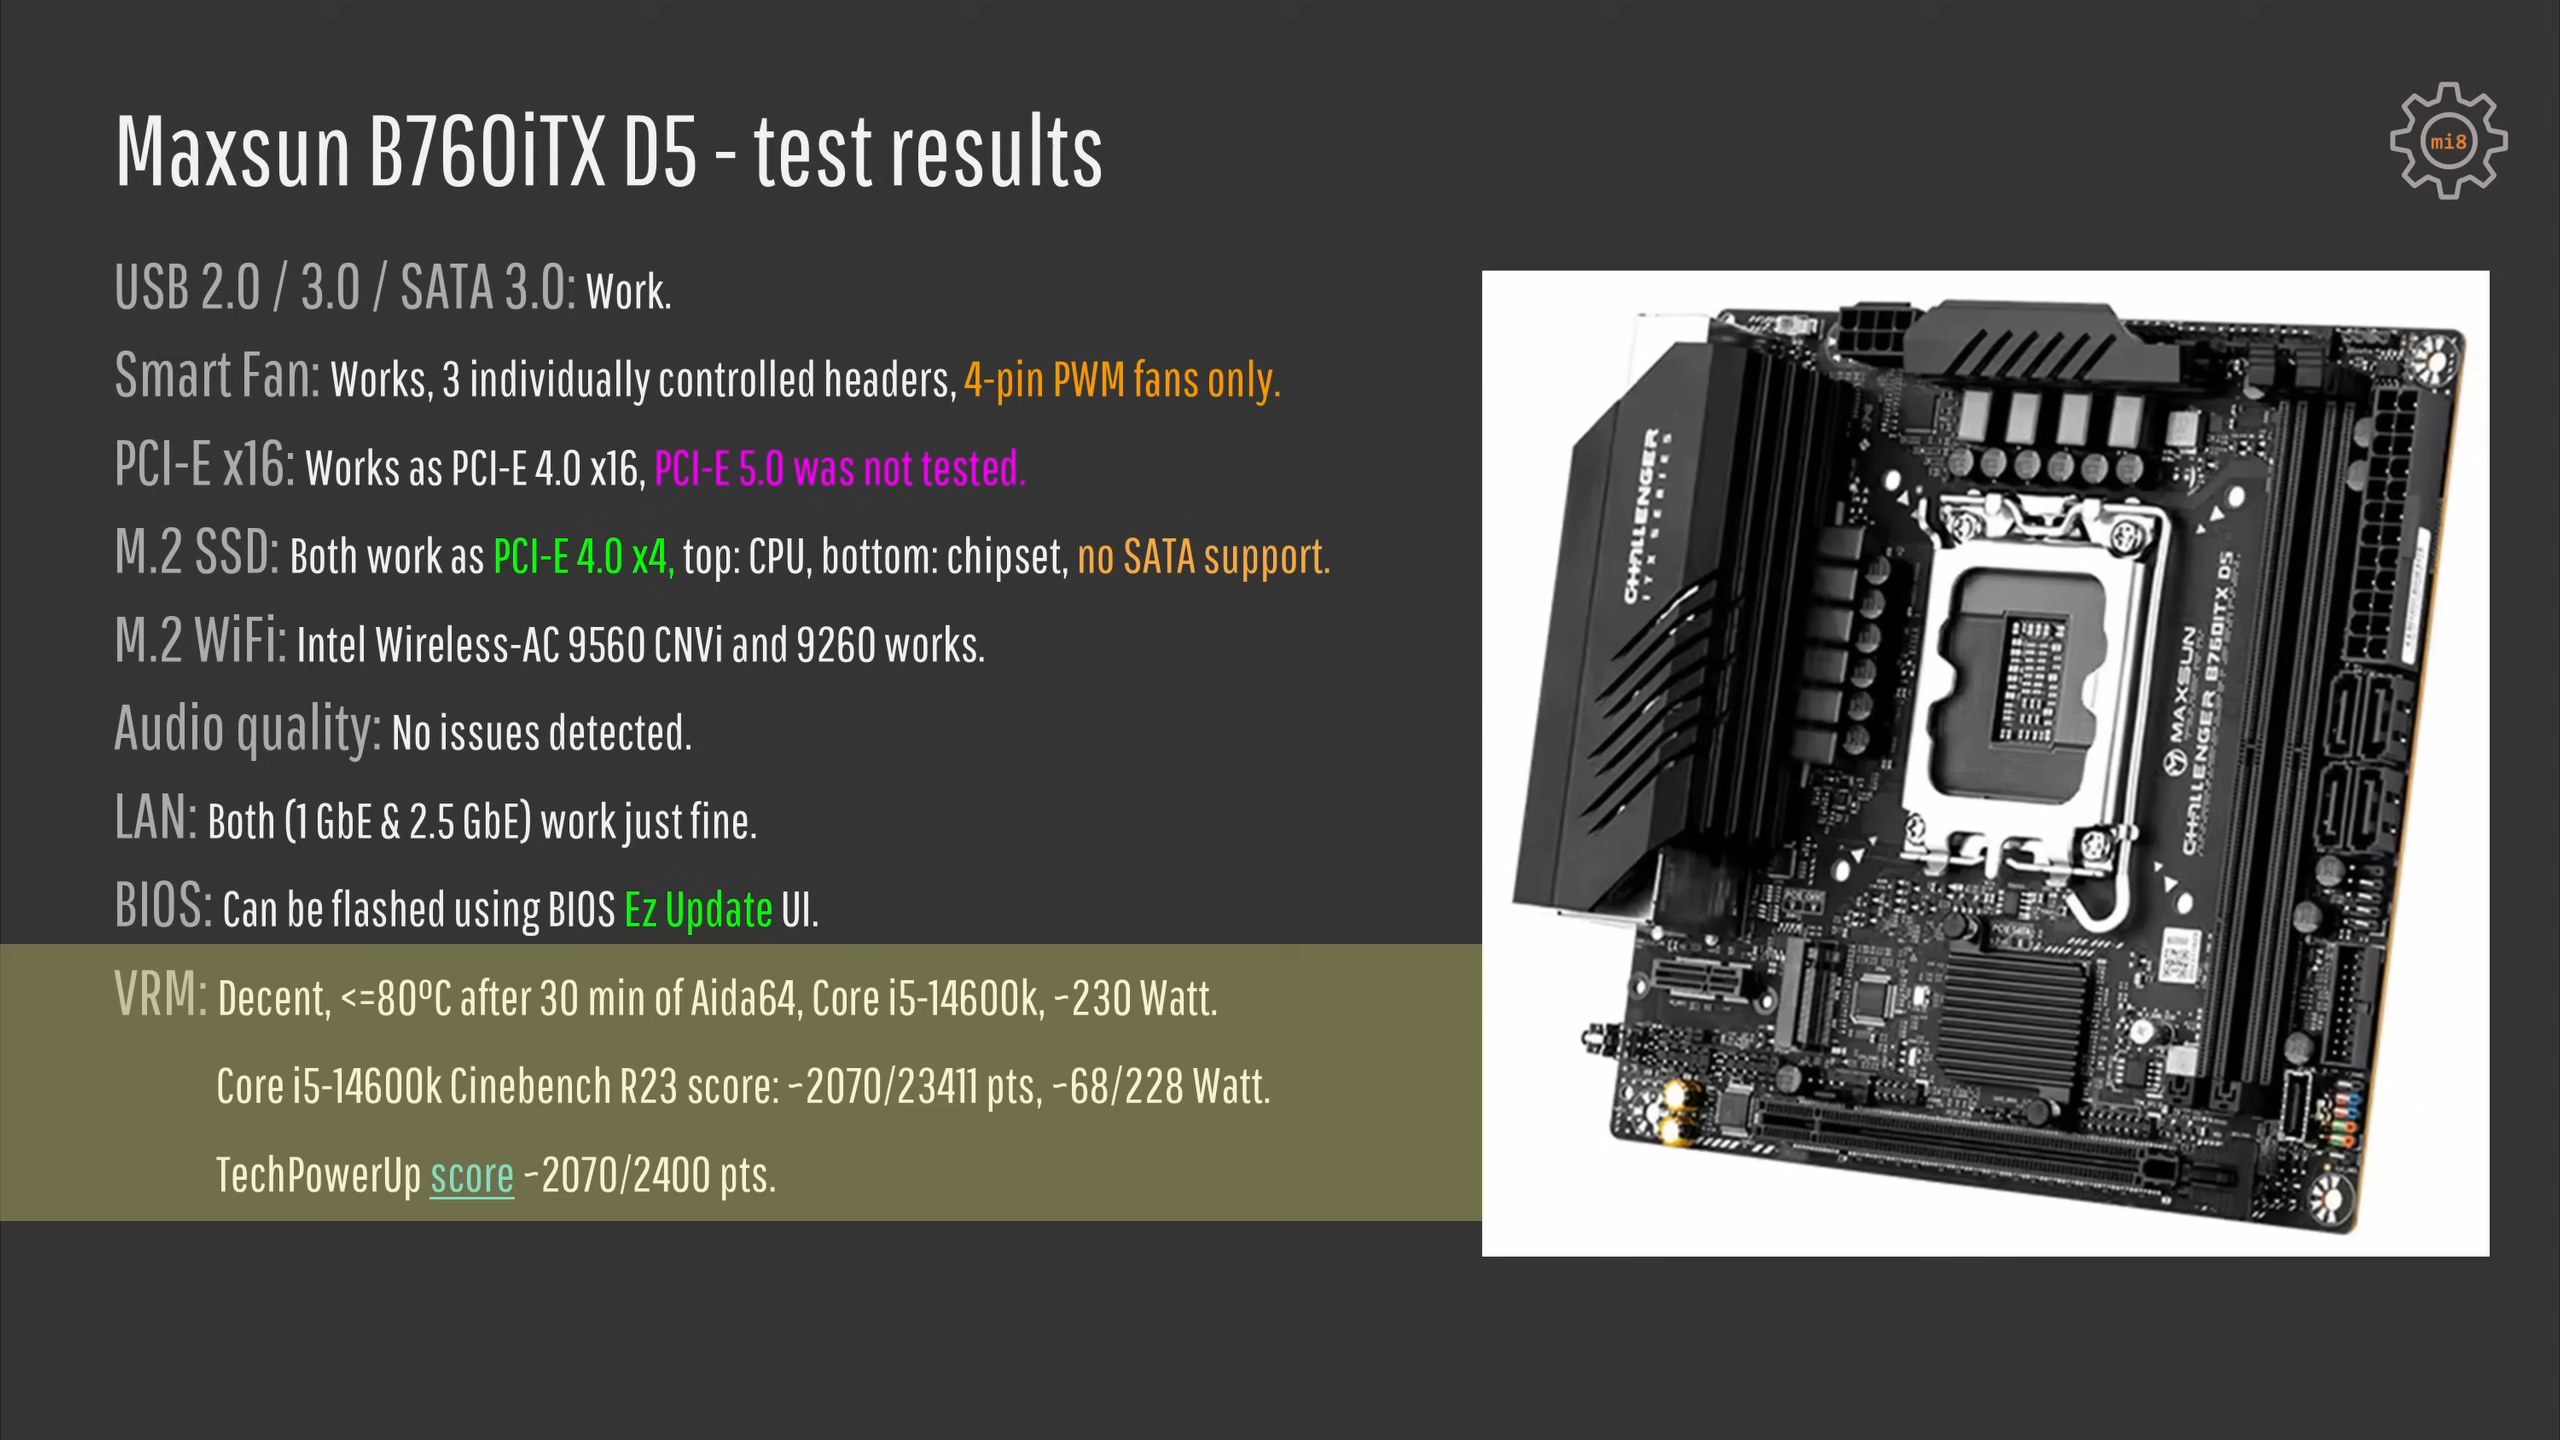 Maxsun B760iTX D5 - test results
mi8
USB 2.0 / 3.0 / SATA 3.0: Work.
Smart Fan: Works, 3 individually controlled headers, 4-pin PWM fans only.
PCI-E x16: Works as PCI-E 4.0 x16, PCI-E 5.0 was not tested.
M.2 SSD: Both work as PCI-E 4.0 x4, top: CPU, bottom: chipset, no SATA support.
M.2 WiFi: Intel Wireless-AC 9560 CNVi and 9260 works.
Audio quality: No issues detected.
LAN: Both (1 GbE & 2.5 GbE) work just fine.
BIOS: Can be flashed using BIOS Ez Update UI.
VRM: Decent, <=80ºC after 30 min of Aida64, Core i5-14600k, ~230 Watt.
Core i5-14600k Cinebench R23 score: ~2070/23411 pts, ~68/228 Watt.
TechPowerUp score ~2070/2400 pts.
CHALLENGER
ITX SERIES
MAXSUN
CHALLENGER B760ITX D5